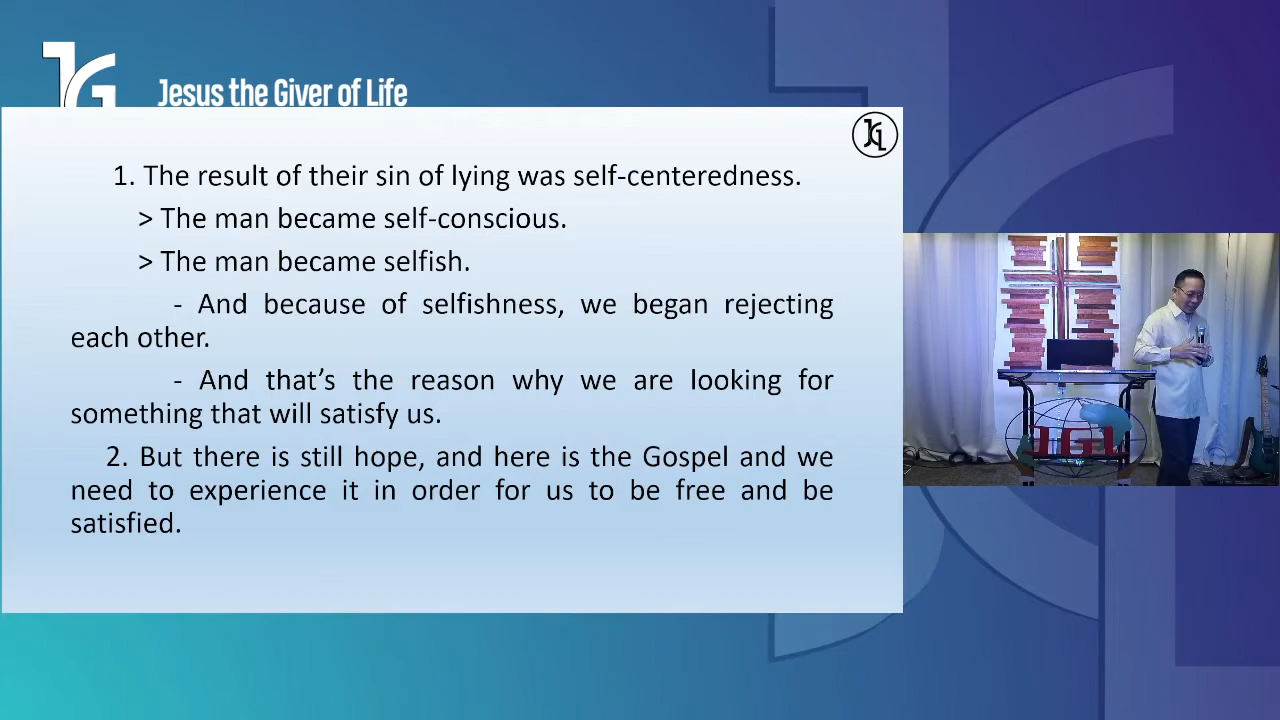 Jesus the Giver of Life
1. The result of their sin of lying was self-centeredness.
> The man became self-conscious.
> The man became selfish.
- And because of selfishness, we began rejecting
each other.
- And that’s the reason why we are looking for
something that will satisfy us.
2. But there is still hope, and here is the Gospel and we
need to experience it in order for us to be free and be
satisfied.
JGL